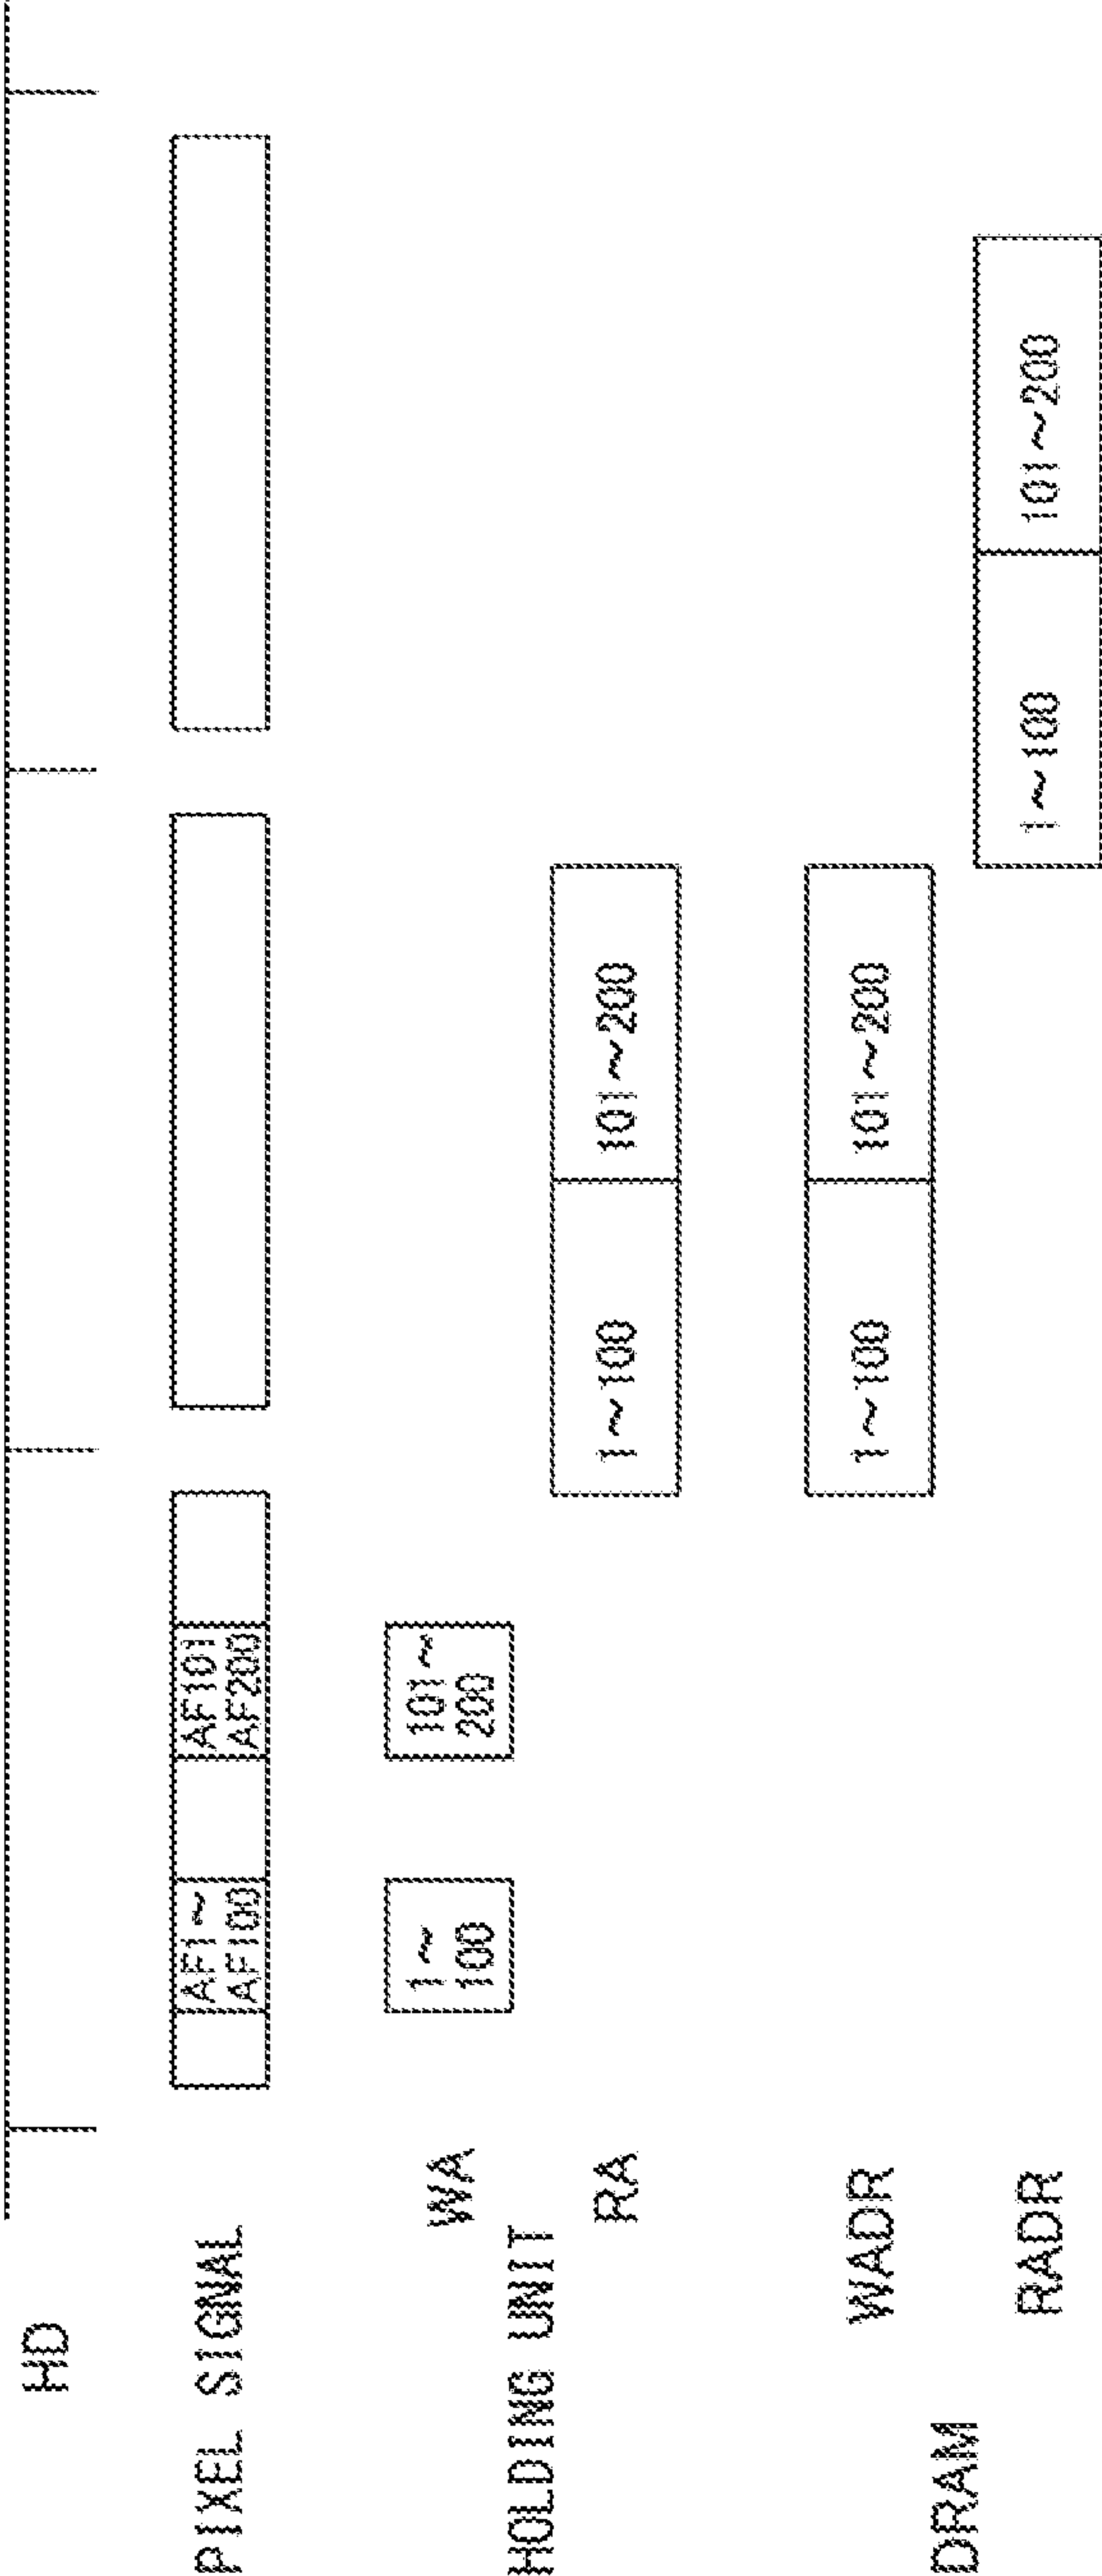 HD
PIXEL SIGNAL
AF1~
AF100
AF101
AF200
HOLDING UNIT
WA
1~
100
101~
200
RA
1~100
101~200
DRAM
WADR
1~100
101~200
RADR
1~100
101~200